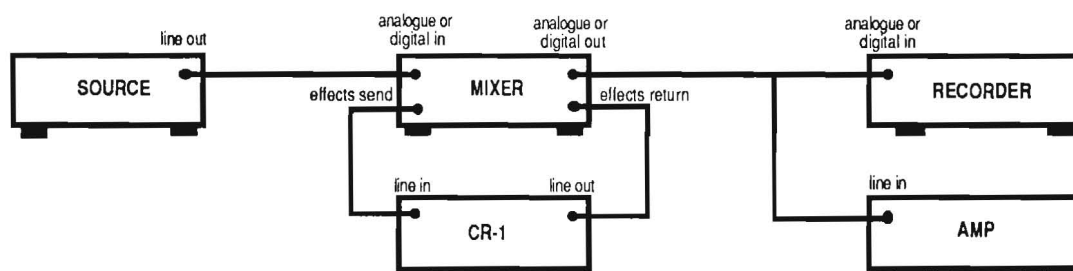 line out
SOURCE
analogue or
digital in
effects send
MIXER
analogue or
digital out
effects return
analogue or
digital in
RECORDER
line in
CR-1
line out
line in
AMP